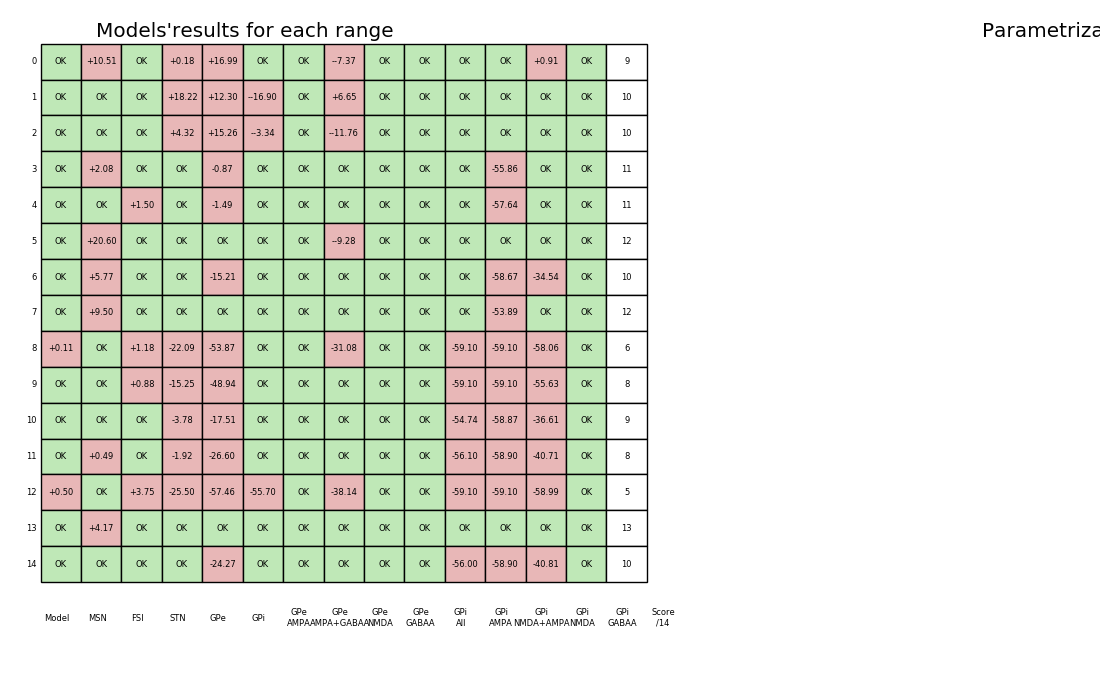 Models'results for each range
Parametriza
0 OK +10.51 OK +0.18 +16.99 OK OK --7.37 OK OK OK OK +0.91 OK 9
1 OK OK OK +18.22 +12.30 --16.90 OK +6.65 OK OK OK OK OK OK 10
2 OK OK OK +4.32 +15.26 --3.34 OK --11.76 OK OK OK OK OK OK 10
3 OK +2.08 OK OK -0.87 OK OK OK OK OK OK -55.86 OK OK 11
4 OK OK +1.50 OK -1.49 OK OK OK OK OK OK -57.64 OK OK 11
5 OK +20.60 OK OK OK OK OK --9.28 OK OK OK OK OK OK 12
6 OK +5.77 OK OK -15.21 OK OK OK OK OK OK -58.67 -34.54 OK 10
7 OK +9.50 OK OK OK OK OK OK OK OK OK -53.89 OK OK 12
8 +0.11 OK +1.18 -22.09 -53.87 OK OK -31.08 OK OK -59.10 -59.10 -58.06 OK 6
9 OK OK +0.88 -15.25 -48.94 OK OK OK OK OK -59.10 -59.10 -55.63 OK 8
10 OK OK OK -3.78 -17.51 OK OK OK OK OK -54.74 -58.87 -36.61 OK 9
11 OK +0.49 OK -1.92 -26.60 OK OK OK OK OK -56.10 -58.90 -40.71 OK 8
12 +0.50 OK +3.75 -25.50 -57.46 -55.70 OK -38.14 OK OK -59.10 -59.10 -58.99 OK 5
13 OK +4.17 OK OK OK OK OK OK OK OK OK OK OK OK 13
14 OK OK OK OK -24.27 OK OK OK OK OK -56.00 -58.90 -40.81 OK 10
GPe GPe GPe GPe GPi GPi GPi GPi GPi Score
Model MSN FSI STN GPe GPi
AMPA AMPA+GABAA NMDA GABAA All AMPA NMDA+AMPA NMDA GABAA /14